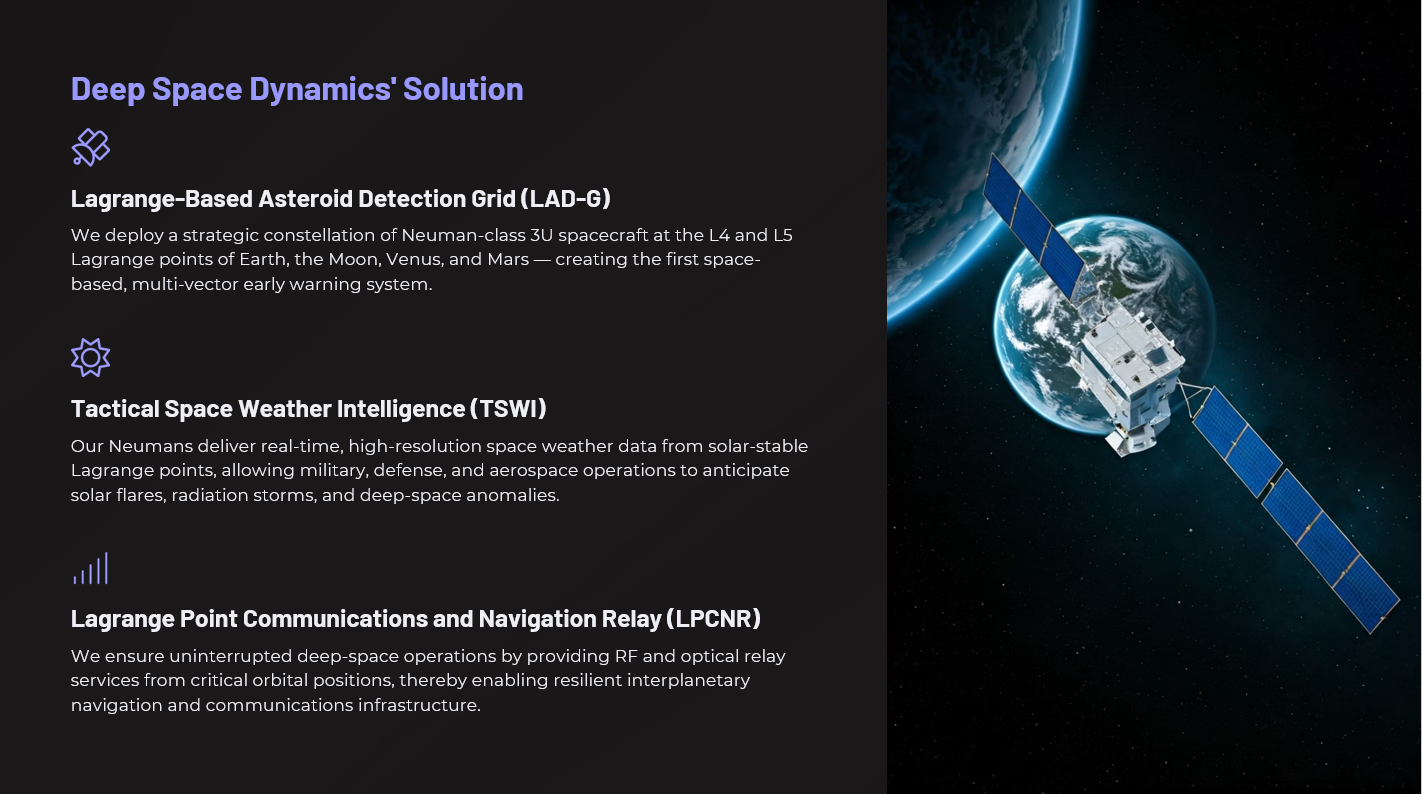 Deep Space Dynamics' Solution
Lagrange-Based Asteroid Detection Grid (LAD-G)
We deploy a strategic constellation of Neuman-class 3U spacecraft at the L4 and L5
Lagrange points of Earth, the Moon, Venus, and Mars — creating the first space-
based, multi-vector early warning system.
Tactical Space Weather Intelligence (TSWI)
Our Neumans deliver real-time, high-resolution space weather data from solar-stable
Lagrange points, allowing military, defense, and aerospace operations to anticipate
solar flares, radiation storms, and deep-space anomalies.
Lagrange Point Communications and Navigation Relay (LPCNR)
We ensure uninterrupted deep-space operations by providing RF and optical relay
services from critical orbital positions, thereby enabling resilient interplanetary
navigation and communications infrastructure.